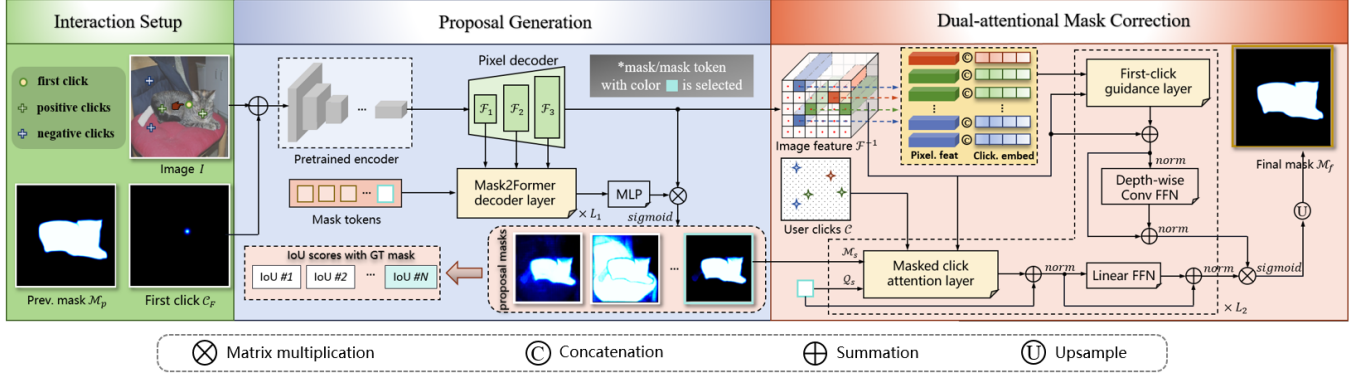 Interaction Setup
Proposal Generation
Dual-attentional Mask Correction
first click
positive clicks
negative clicks
Image I
Prev. mask M_p
First click C_F
Pretrained encoder
Pixel decoder
F_1
F_2
F_3
*mask/mask token
with color is selected
Mask tokens
...
Mask2Former
decoder layer
× L_1
MLP
sigmoid
IoU scores with GT mask
IoU #1
IoU #2
...
IoU #N
proposal masks
...
Image feature F^-1
Pixel. feat
Click. embed
User clicks C
M_s
Q_s
Masked click
attention layer
First-click
guidance layer
norm
Depth-wise
Conv FFN
norm
norm
Linear FFN
norm
sigmoid
× L_2
Final mask M_f
U
Matrix multiplication
C Concatenation
Summation
U Upsample